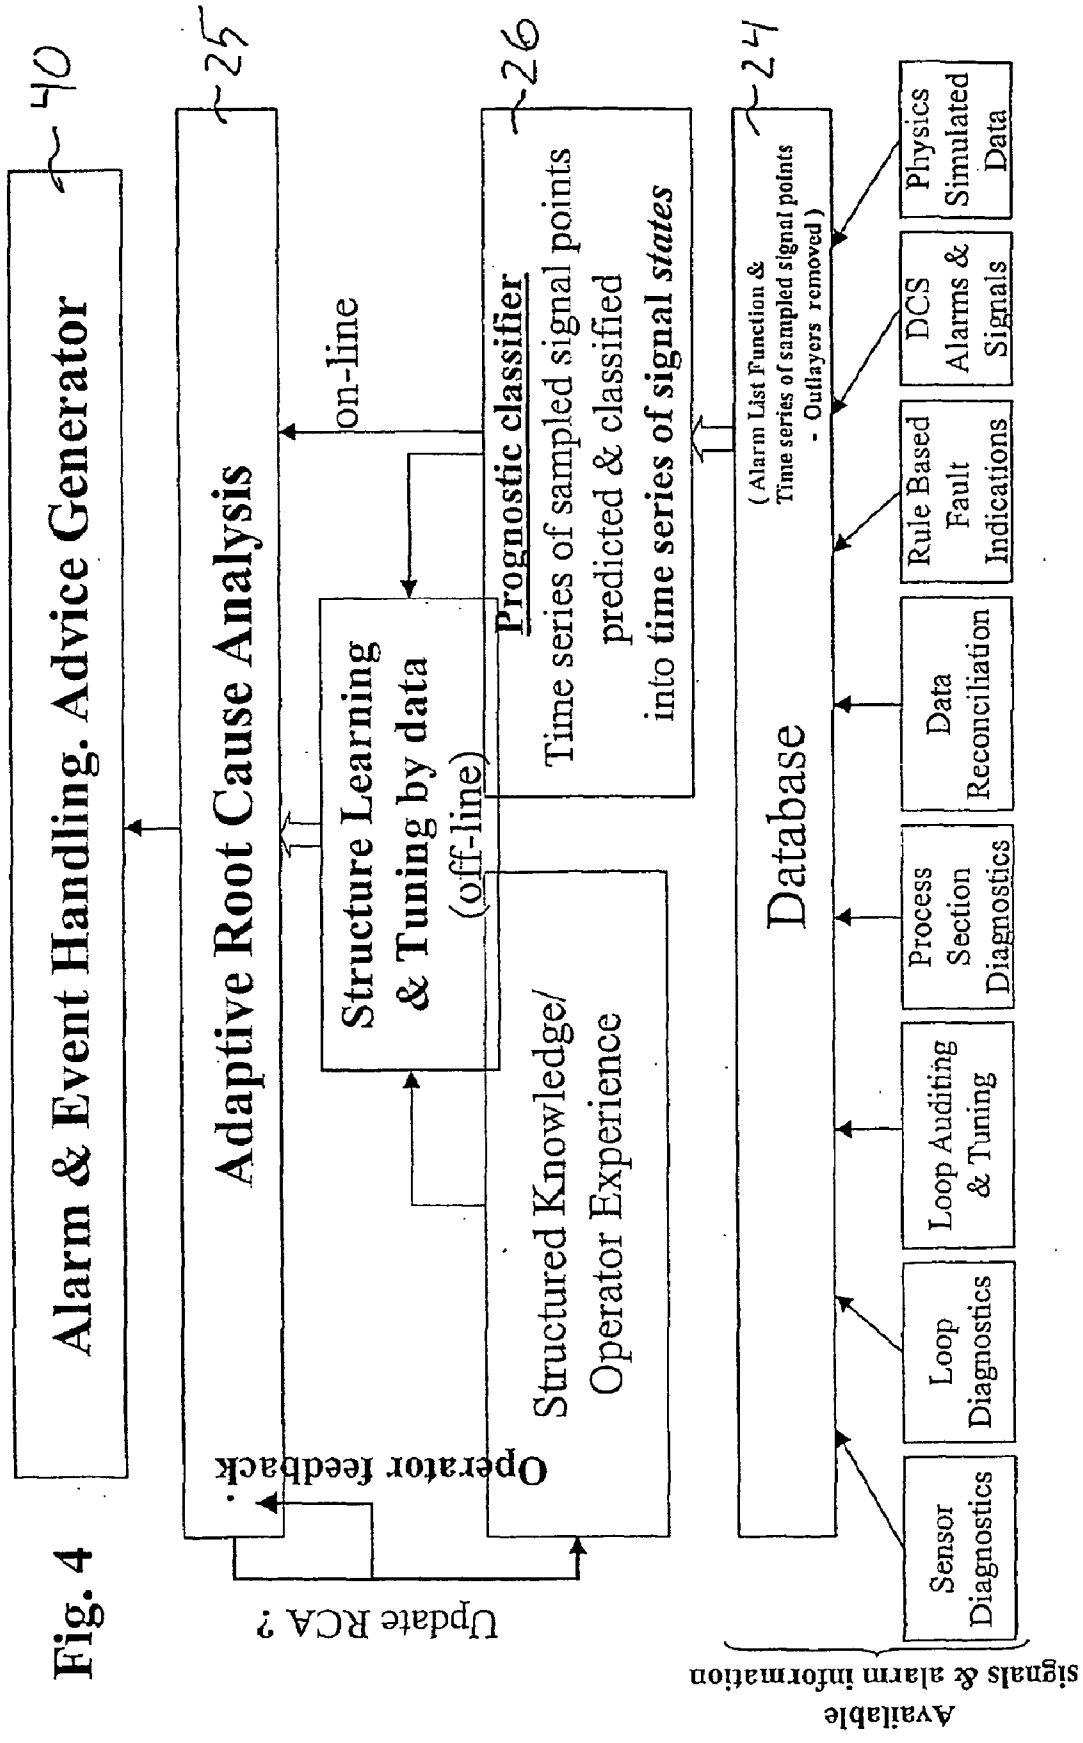 Fig. 4
Alarm & Event Handling. Advice Generator
40
Adaptive Root Cause Analysis
25
Operator feedback
Update RCA ?
on-line
Structure Learning
& Tuning by data
(off-line)
Structured Knowledge/
Operator Experience
Prognostic classifier
Time series of sampled signal points
predicted & classified
into time series of signal states
26
Database
( Alarm List Function &
Time series of sampled signal points
- Outlayers removed )
24
Available
signals & alarm information
Sensor
Diagnostics
Loop
Diagnostics
Loop Auditing
& Tuning
Process
Section
Diagnostics
Data
Reconciliation
Rule Based
Fault
Indications
DCS
Alarms &
Signals
Physics
Simulated
Data